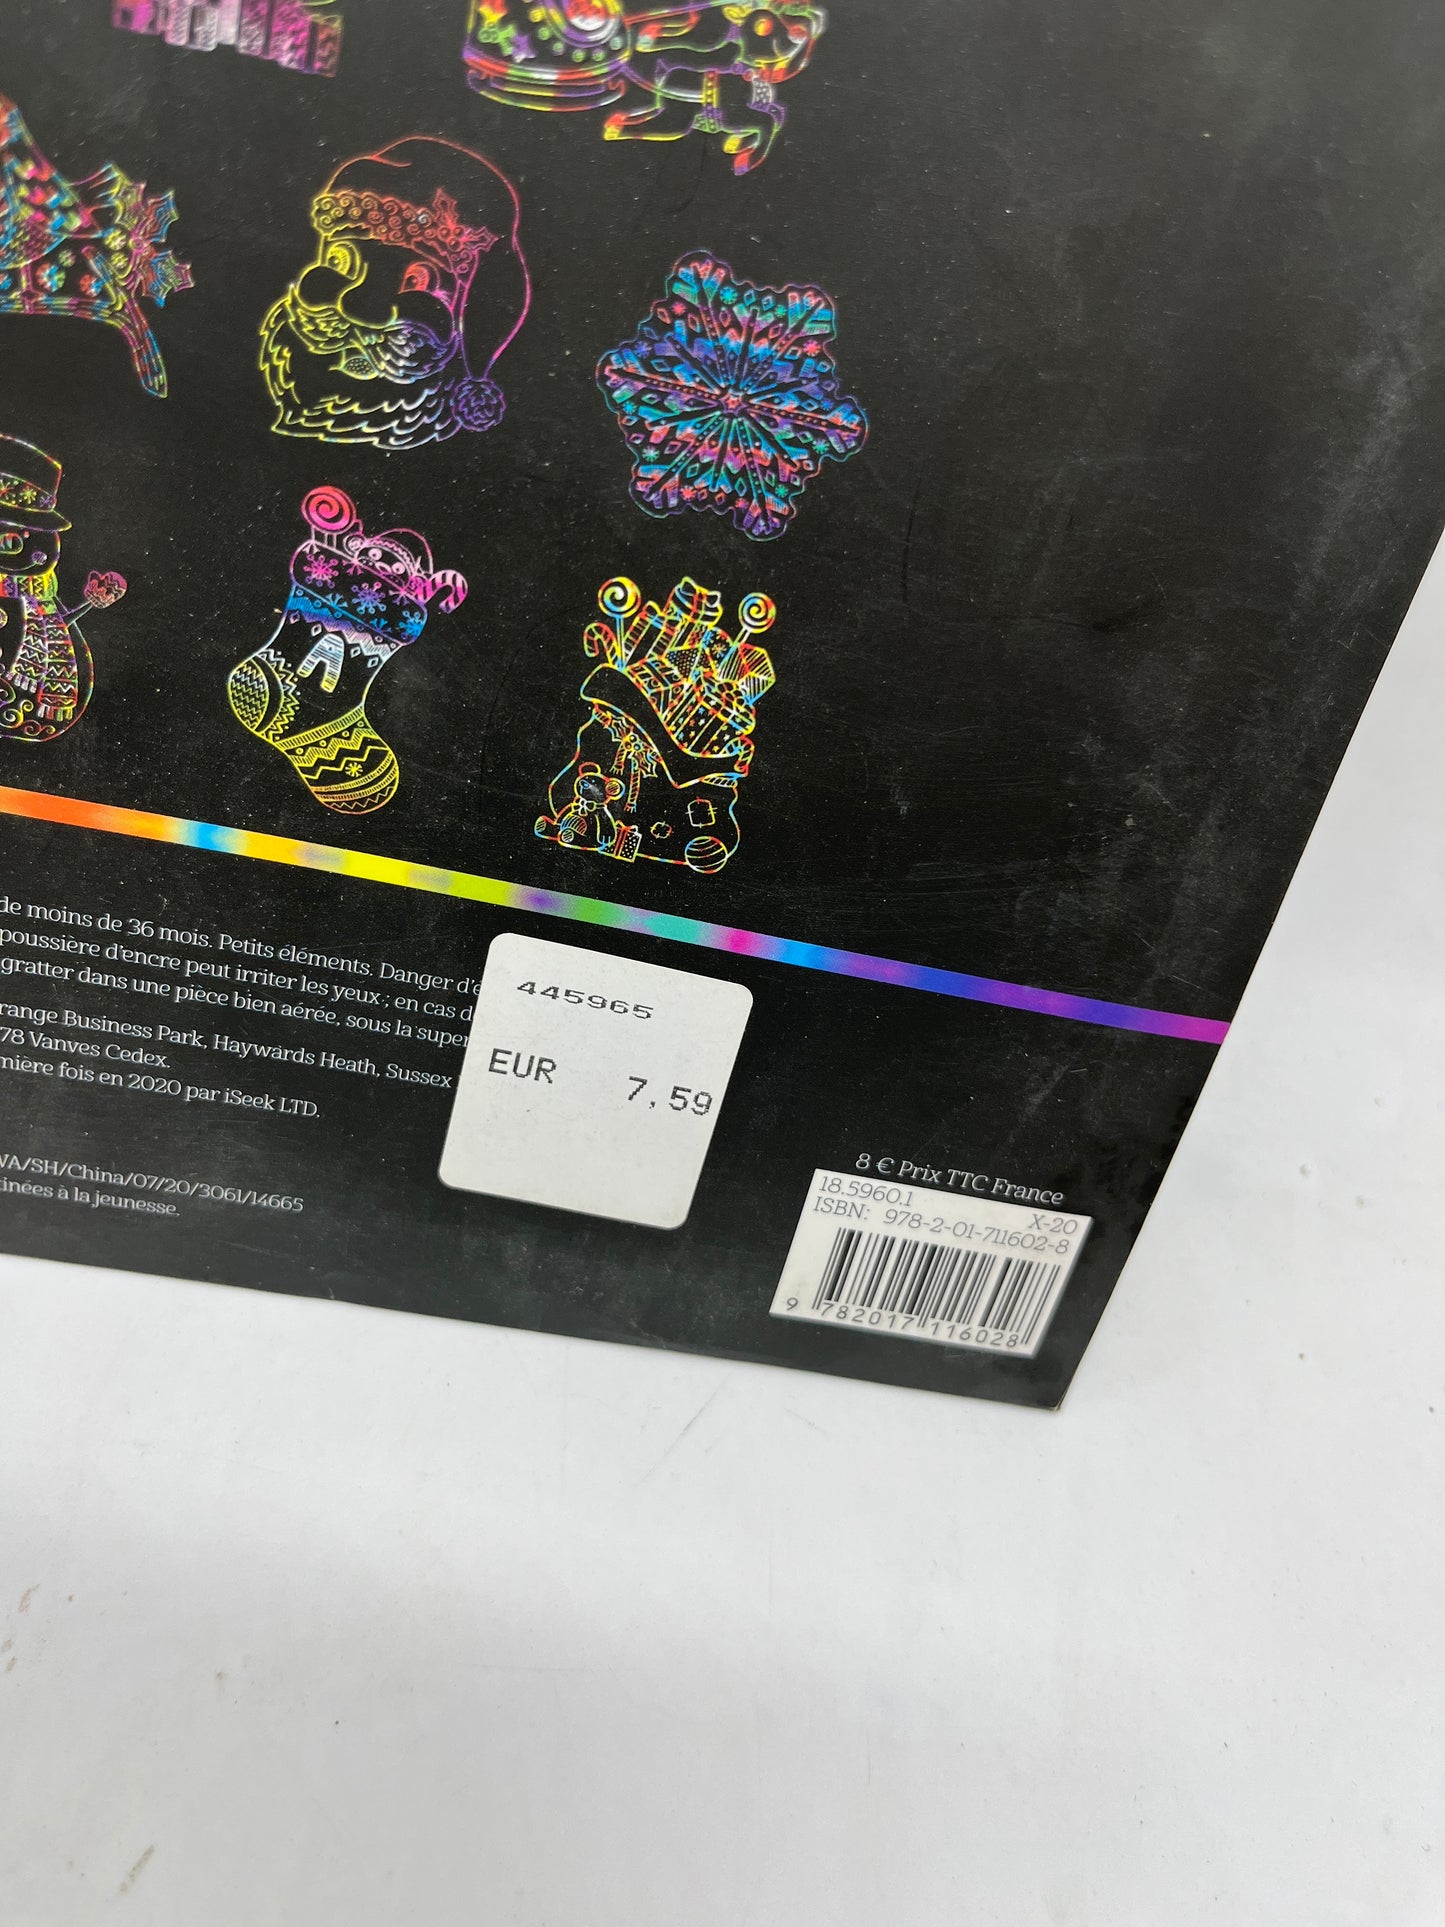 de moins de 36 mois. Petits éléments. Danger d'é
poussière d'encre peut irriter les yeux ; en cas d
gratter dans une pièce bien aérée, sous la super
range Business Park, Haywards Heath, Sussex
78 Vanves Cedex.
mière fois en 2020 par iSeek LTD.
WA/SH/China/07/20/3061/14665
tinées à la jeunesse.
445965
EUR 7,59
8 € Prix TTC France
18.5960.1 X-20
ISBN: 978-2-01-711602-8
9 782017 116028